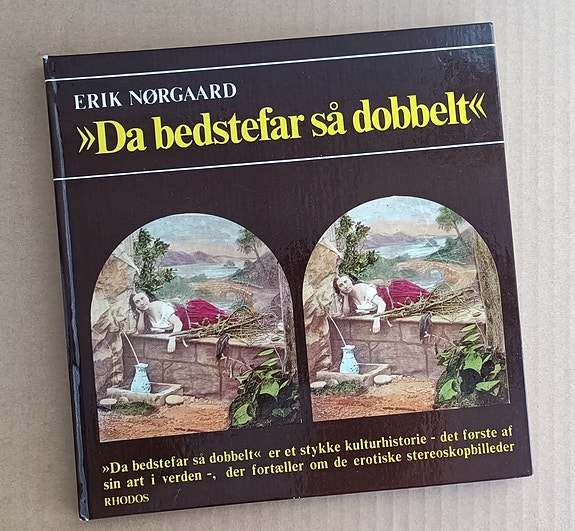 ERIK NØRGAARD
»Da bedstefar så dobbelt«
»Da bedstefar så dobbelt« er et stykke kulturhistorie - det første af
sin art i verden -, der fortæller om de erotiske stereoskopbilleder
RHODOS